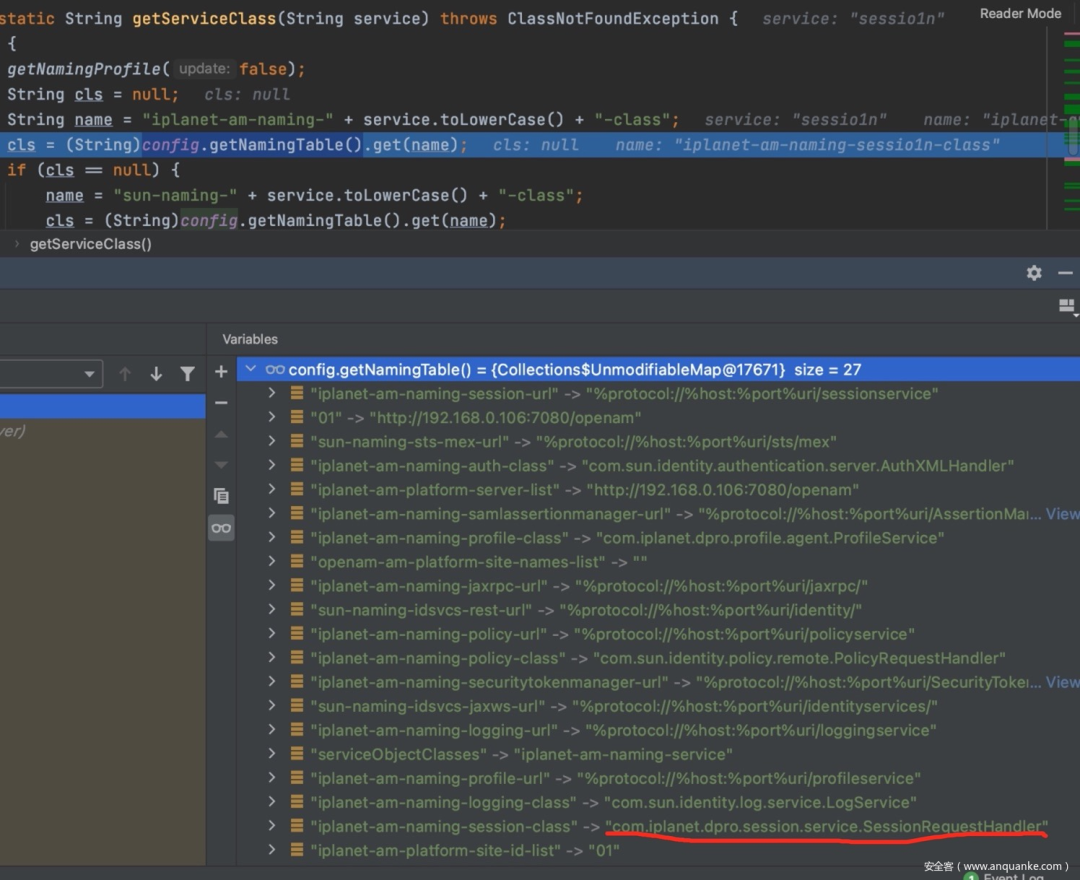 static String getServiceClass(String service) throws ClassNotFoundException {   service: "sessio1n"
Reader Mode
{
getNamingProfile( update: false);
String cls = null;   cls: null
String name = "iplanet-am-naming-" + service.toLowerCase() + "-class";   service: "sessio1n"   name: "iplanet-a
cls = (String)config.getNamingTable().get(name);   cls: null   name: "iplanet-am-naming-sessio1n-class"
if (cls == null) {
name = "sun-naming-" + service.toLowerCase() + "-class";
cls = (String)config.getNamingTable().get(name);
› getServiceClass()
Variables
config.getNamingTable() = {Collections$UnmodifiableMap@17671}  size = 27
"iplanet-am-naming-session-url" -> "%protocol://%host:%port%uri/sessionservice"
"01" -> "http://192.168.0.106:7080/openam"
ver)
"sun-naming-sts-mex-url" -> "%protocol://%host:%port%uri/sts/mex"
"iplanet-am-naming-auth-class" -> "com.sun.identity.authentication.server.AuthXMLHandler"
"iplanet-am-platform-server-list" -> "http://192.168.0.106:7080/openam"
"iplanet-am-naming-samlassertionmanager-url" -> "%protocol://%host:%port%uri/AssertionMa... View
"iplanet-am-naming-profile-class" -> "com.iplanet.dpro.profile.agent.ProfileService"
"openam-am-platform-site-names-list" -> ""
"iplanet-am-naming-jaxrpc-url" -> "%protocol://%host:%port%uri/jaxrpc/"
"sun-naming-idsvcs-rest-url" -> "%protocol://%host:%port%uri/identity/"
"iplanet-am-naming-policy-url" -> "%protocol://%host:%port%uri/policyservice"
"iplanet-am-naming-policy-class" -> "com.sun.identity.policy.remote.PolicyRequestHandler"
"iplanet-am-naming-securitytokenmanager-url" -> "%protocol://%host:%port%uri/SecurityToke... View
"sun-naming-idsvcs-jaxws-url" -> "%protocol://%host:%port%uri/identityservices/"
"iplanet-am-naming-logging-url" -> "%protocol://%host:%port%uri/loggingservice"
"serviceObjectClasses" -> "iplanet-am-naming-service"
"iplanet-am-naming-profile-url" -> "%protocol://%host:%port%uri/profileservice"
"iplanet-am-naming-logging-class" -> "com.sun.identity.log.service.LogService"
"iplanet-am-naming-session-class" -> "com.iplanet.dpro.session.service.SessionRequestHandler"
"iplanet-am-platform-site-id-list" -> "01"
安全客（www.anquanke.com）
1 Event Log